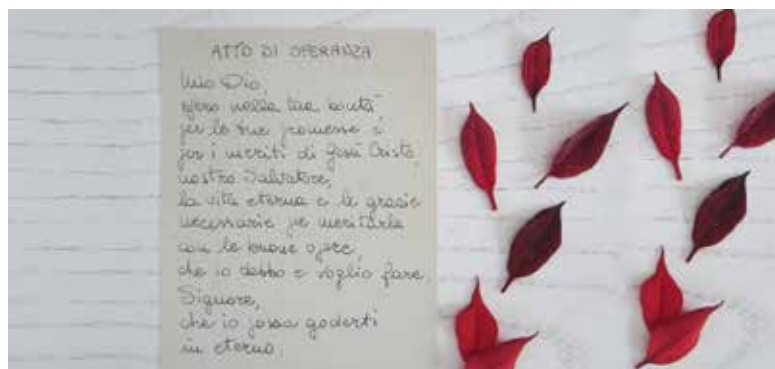 ATTO DI SPERANZA
Mio Dio,
spero nella tua bontà,
per le tue promesse e
per i meriti di Gesù Cristo,
nostro Salvatore,
la vita eterna e le grazie
necessarie per meritarla
con le buone opere,
che io debbo e voglio fare.
Signore,
che io possa goderti
in eterno.